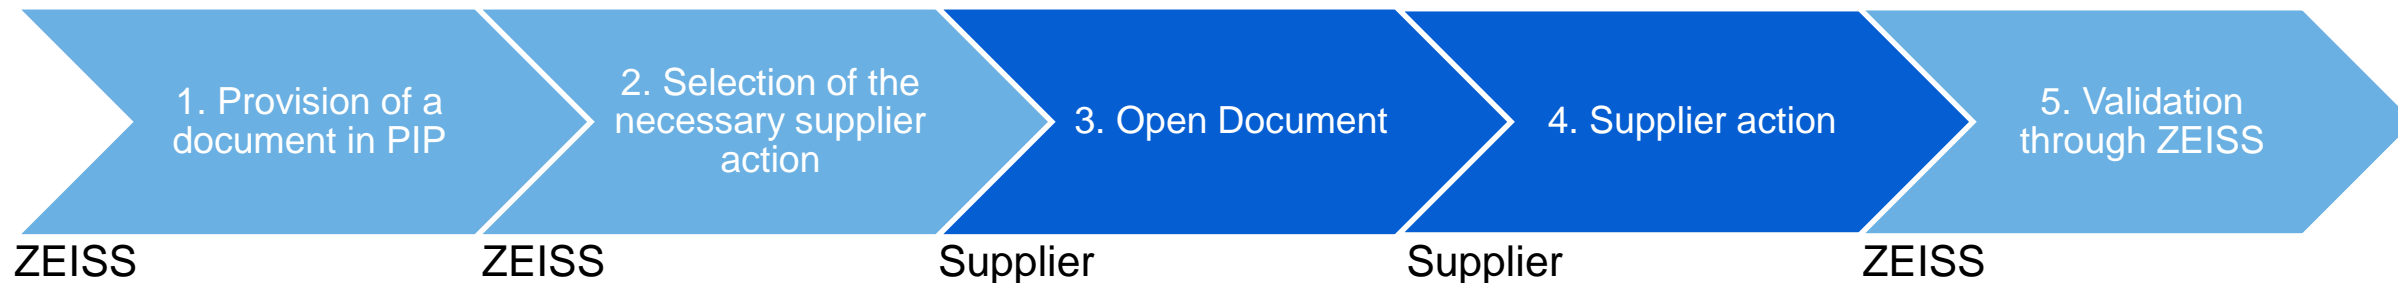 1. Provision of a
document in PIP
2. Selection of the
necessary supplier
action
3. Open Document
4. Supplier action
5. Validation
through ZEISS
ZEISS
ZEISS
Supplier
Supplier
ZEISS